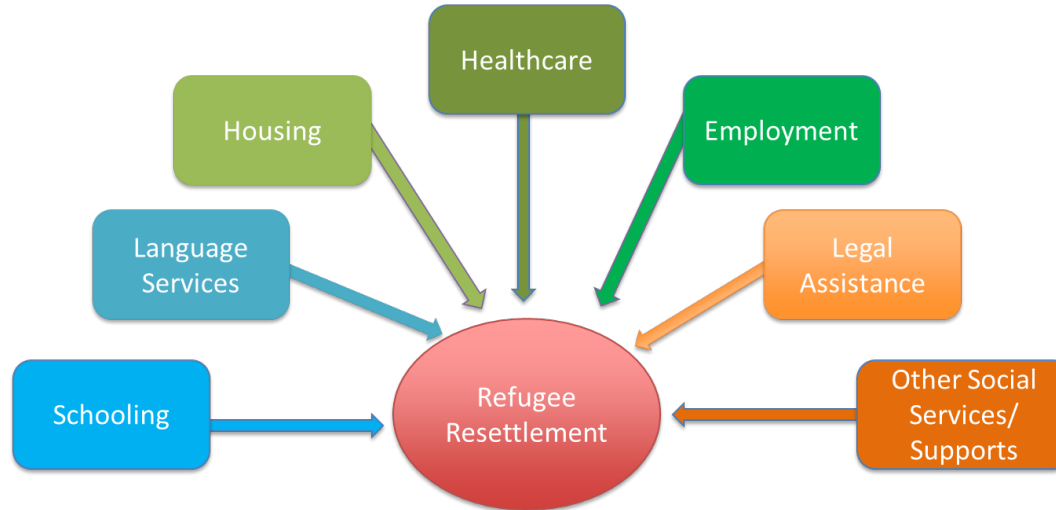 Healthcare
Housing
Employment
Language
Services
Legal
Assistance
Schooling
Refugee
Resettlement
Other Social
Services/
Supports